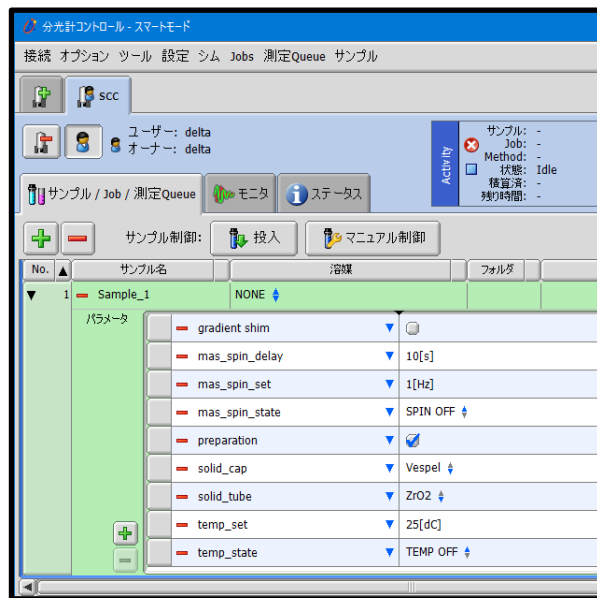 分光計コントロール - スマートモード
接続 オプション ツール 設定 シム Jobs 測定Queue サンプル
scc
ユーザー: delta
オーナー: delta
Activity
サンプル: -
Job: -
Method: -
状態: Idle
積算済: -
残り時間: -
サンプル / Job / 測定Queue モニタ ステータス
サンプル制御: 投入 マニュアル制御
No. サンプル名 溶媒 フォルダ
1 Sample_1 NONE
パラメータ
gradient shim
mas_spin_delay 10[s]
mas_spin_set 1[Hz]
mas_spin_state SPIN OFF
preparation
solid_cap Vespel
solid_tube ZrO2
temp_set 25[dC]
temp_state TEMP OFF